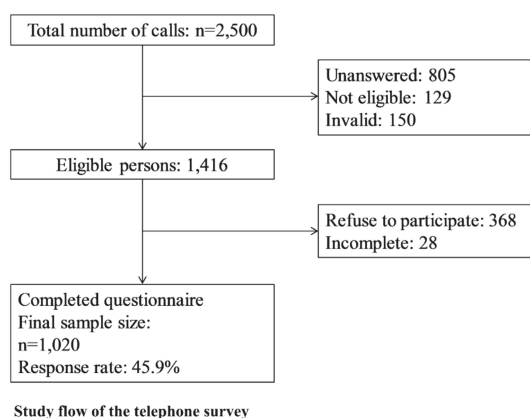 Total number of calls: n=2,500
Unanswered: 805
Not eligible: 129
Invalid: 150
Eligible persons: 1,416
Refuse to participate: 368
Incomplete: 28
Completed questionnaire
Final sample size:
n=1,020
Response rate: 45.9%
Study flow of the telephone survey